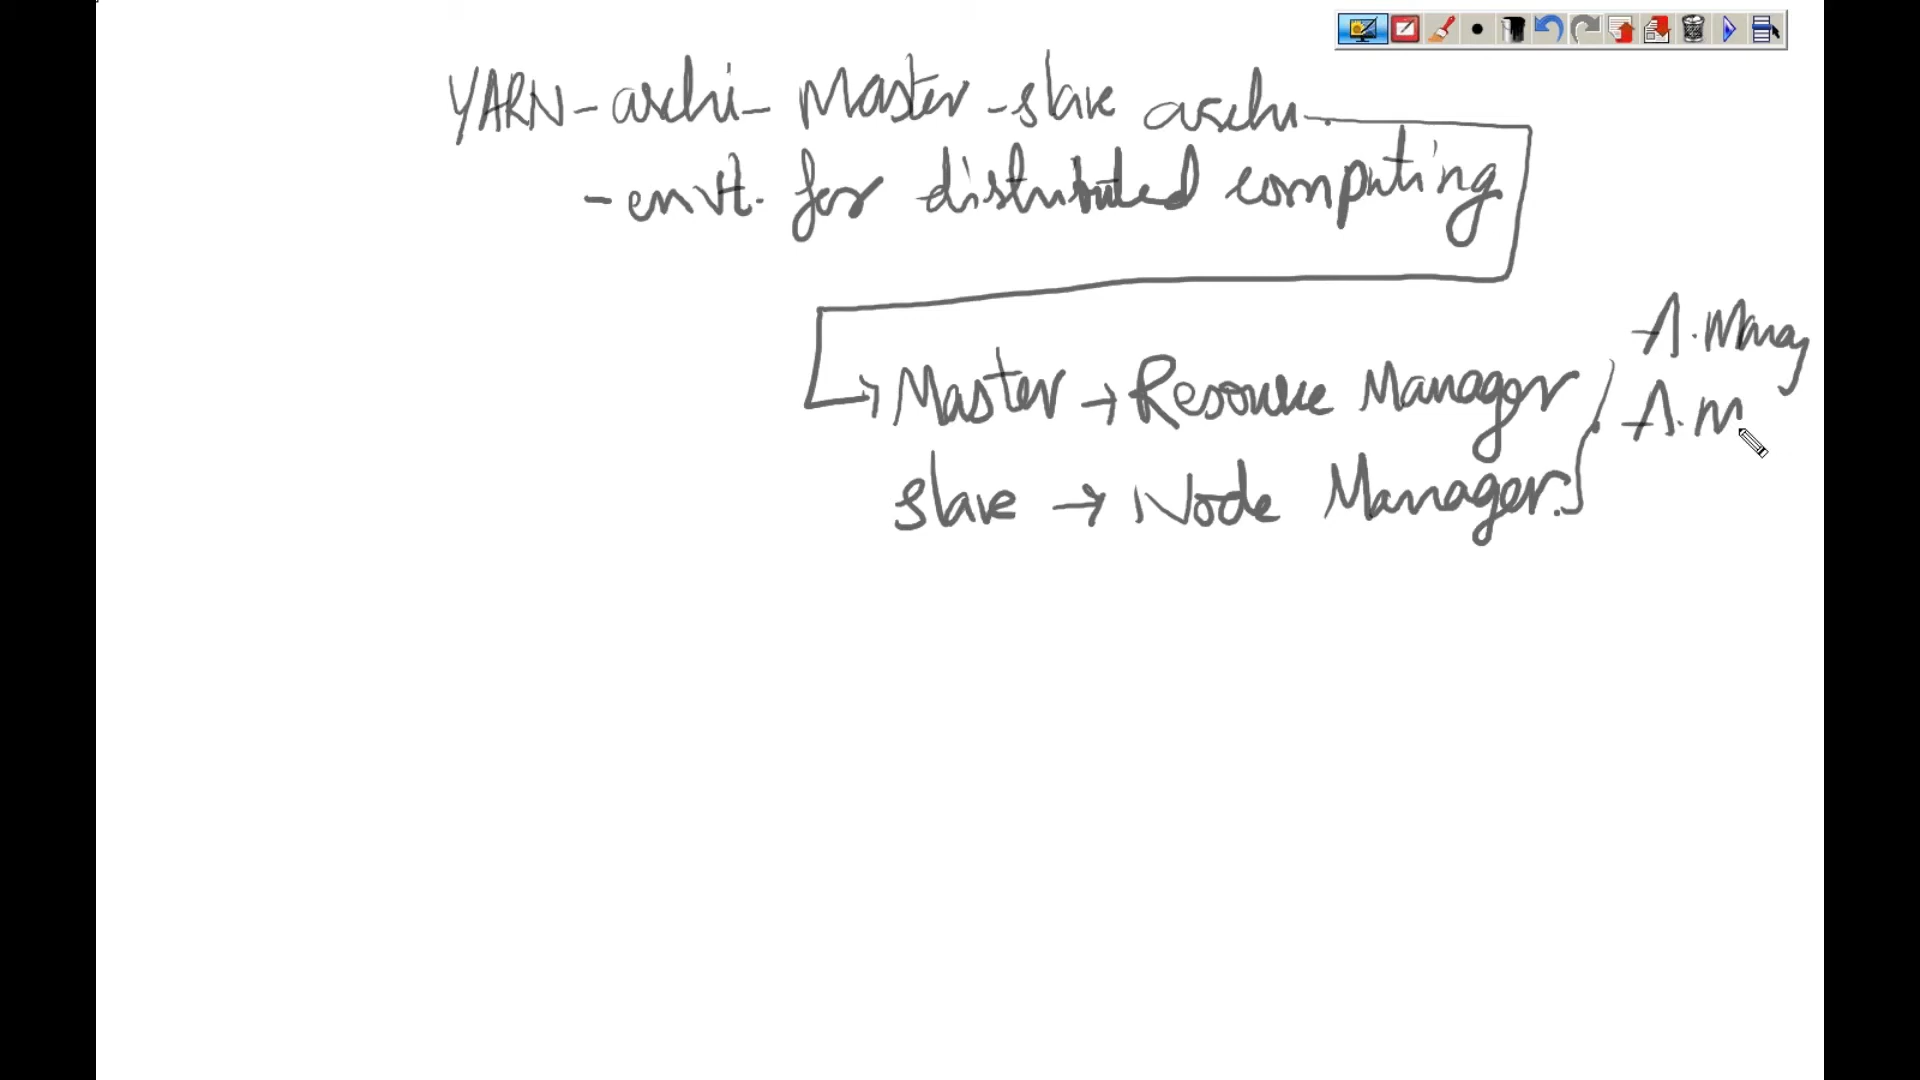 YARN - archi - Master - slave archi.
- envt. for distributed computing
A. Manag
→ Master → Resource Manager
A. M
slave → Node Manager.